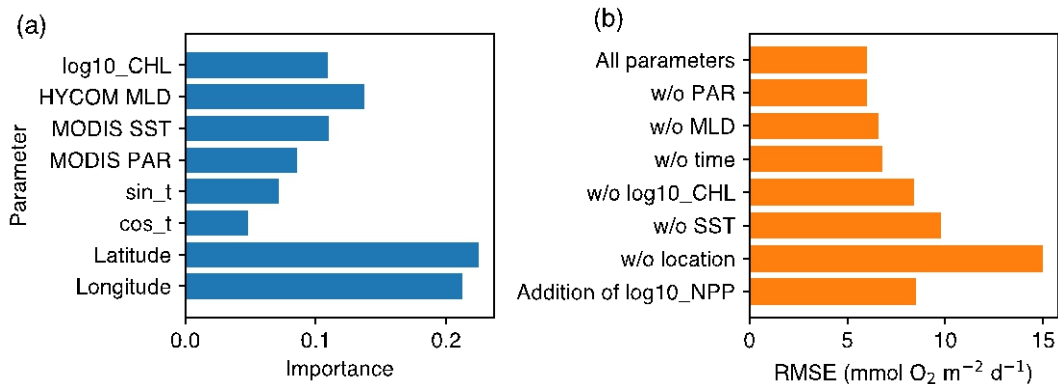 (a)
Parameter
log10_CHL
HYCOM MLD
MODIS SST
MODIS PAR
sin_t
cos_t
Latitude
Longitude
0.0 0.1 0.2
Importance
(b)
All parameters
w/o PAR
w/o MLD
w/o time
w/o log10_CHL
w/o SST
w/o location
Addition of log10_NPP
0 5 10 15
RMSE (mmol O₂ m⁻² d⁻¹)